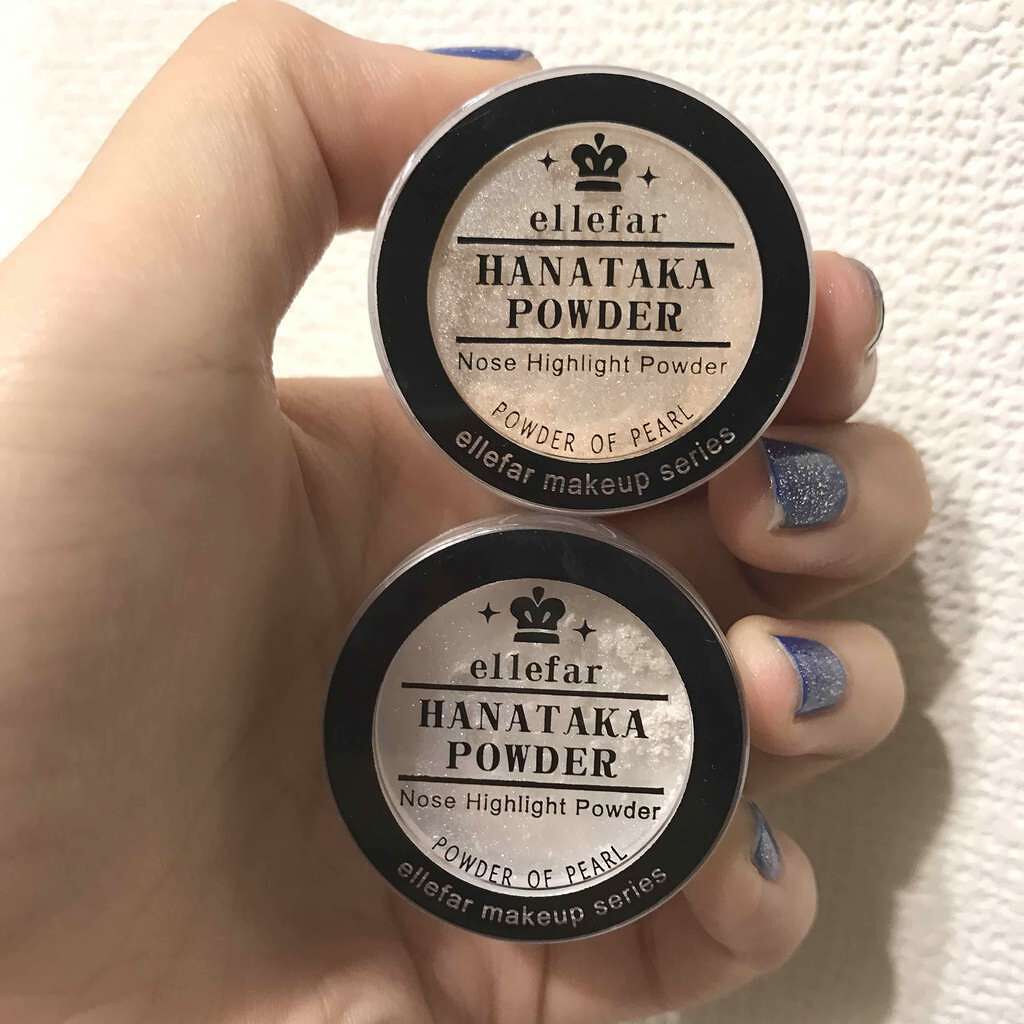 ellefar
HANATAKA
POWDER
Nose Highlight Powder
POWDER OF PEARL
ellefar makeup series
ellefar
HANATAKA
POWDER
Nose Highlight Powder
POWDER OF PEARL
ellefar makeup series